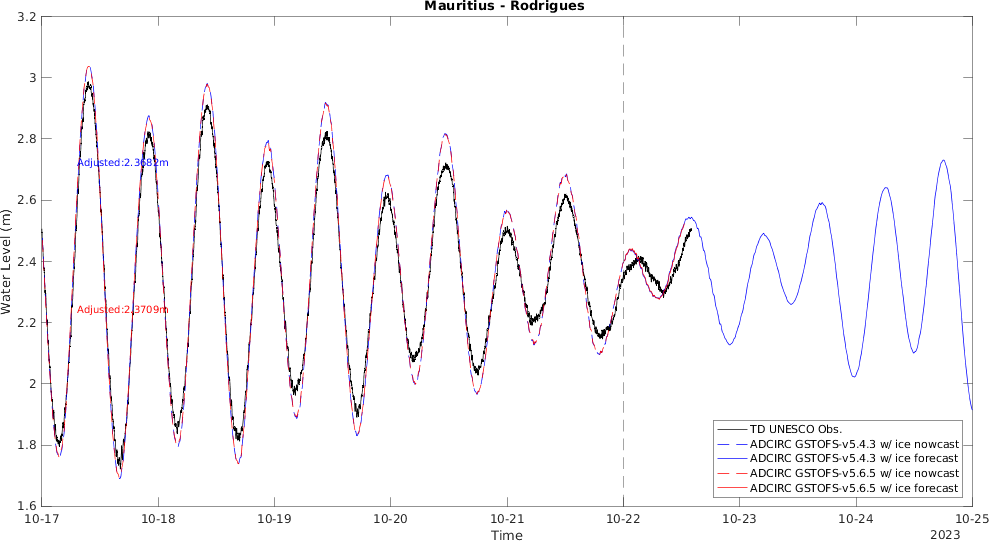 Mauritius - Rodrigues
3.2
3
2.8
2.6
2.4
2.2
2
1.8
1.6
Water Level (m)
Adjusted:2.3682m
Adjusted:2.3709m
TD UNESCO Obs.
ADCIRC GSTOFS-v5.4.3 w/ ice nowcast
ADCIRC GSTOFS-v5.4.3 w/ ice forecast
ADCIRC GSTOFS-v5.6.5 w/ ice nowcast
ADCIRC GSTOFS-v5.6.5 w/ ice forecast
10-17 10-18 10-19 10-20 10-21 10-22 10-23 10-24 10-25
Time
2023